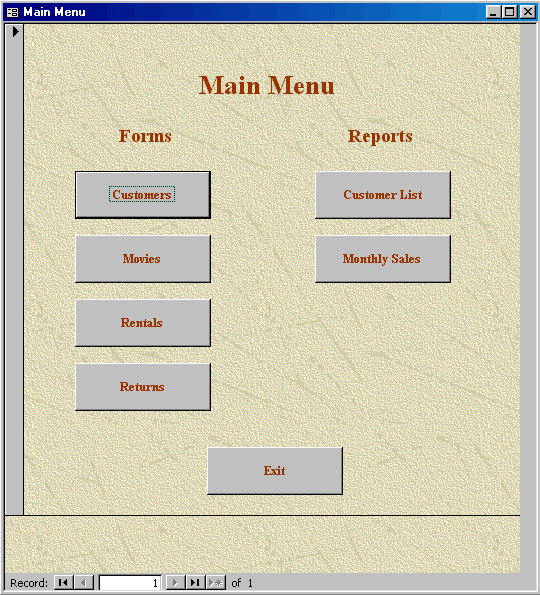 Main Menu
Main Menu
Forms
Reports
Customers
Customer List
Movies
Monthly Sales
Rentals
Returns
Exit
Record: 1 of 1